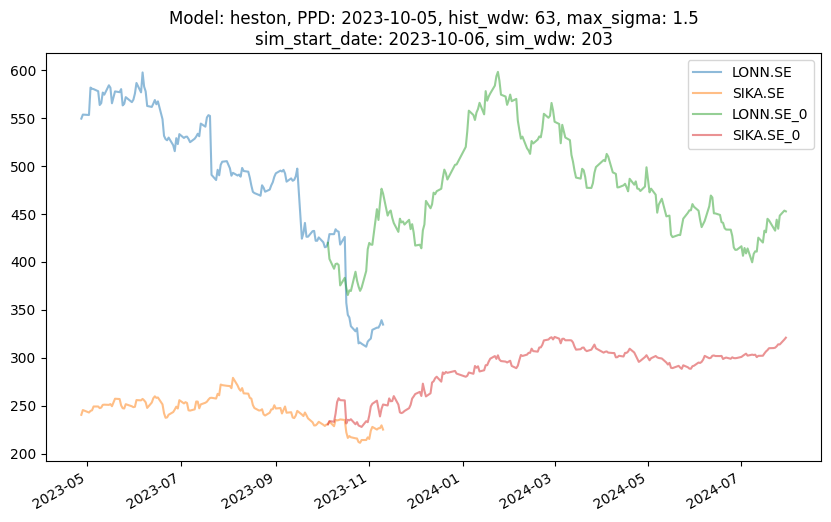 Model: heston, PPD: 2023-10-05, hist_wdw: 63, max_sigma: 1.5
sim_start_date: 2023-10-06, sim_wdw: 203
LONN.SE
SIKA.SE
LONN.SE_0
SIKA.SE_0
600
550
500
450
400
350
300
250
200
2023-05
2023-07
2023-09
2023-11
2024-01
2024-03
2024-05
2024-07